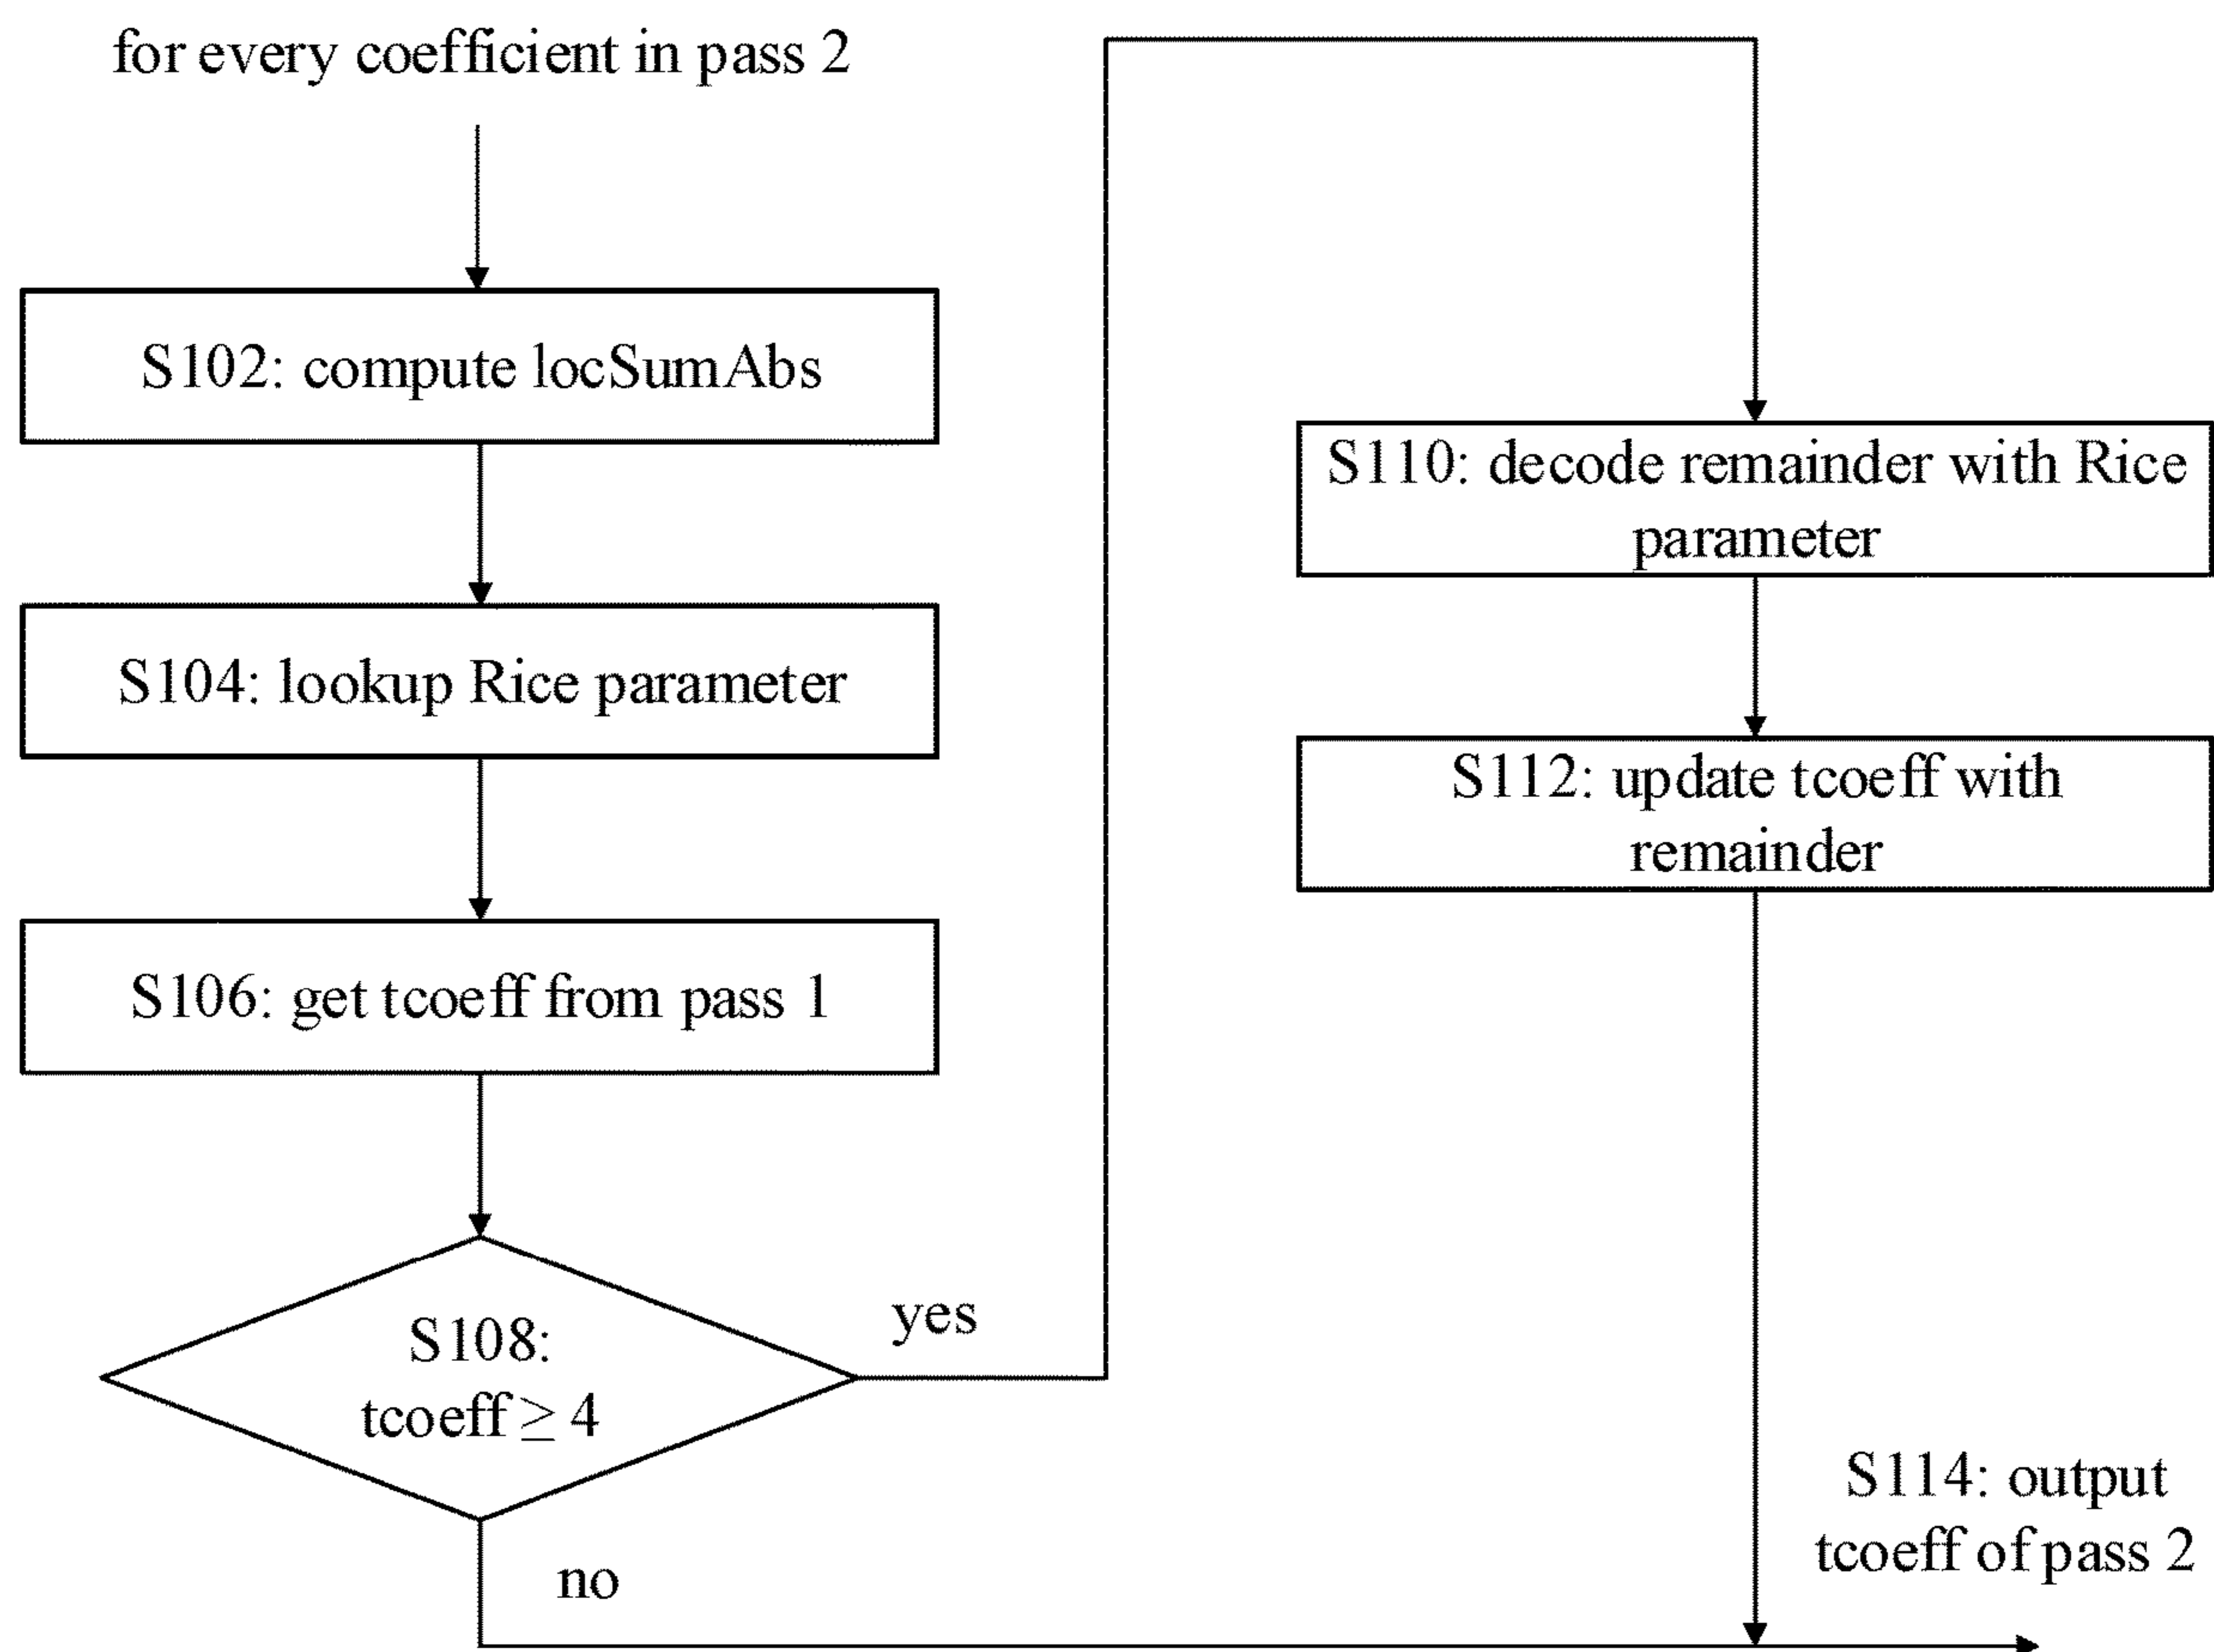 for every coefficient in pass 2
S102: compute locSumAbs
S104: lookup Rice parameter
S106: get tcoeff from pass 1
S108:
tcoeff ≥ 4
yes
no
S110: decode remainder with Rice
parameter
S112: update tcoeff with
remainder
S114: output
tcoeff of pass 2